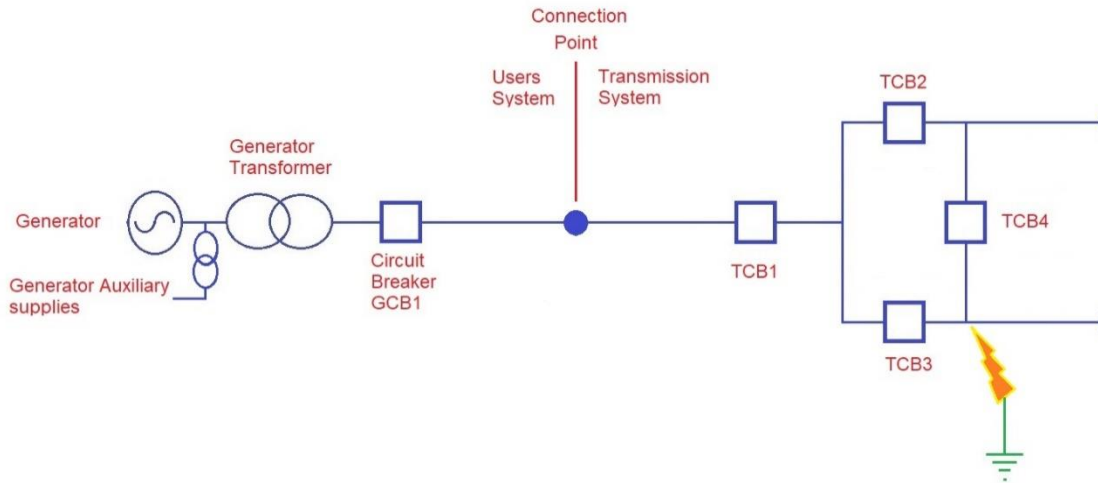 Connection
Point
Users
System
Transmission
System
TCB2
Generator
Transformer
Generator
TCB4
Generator Auxiliary
supplies
Circuit
Breaker
GCB1
TCB1
TCB3